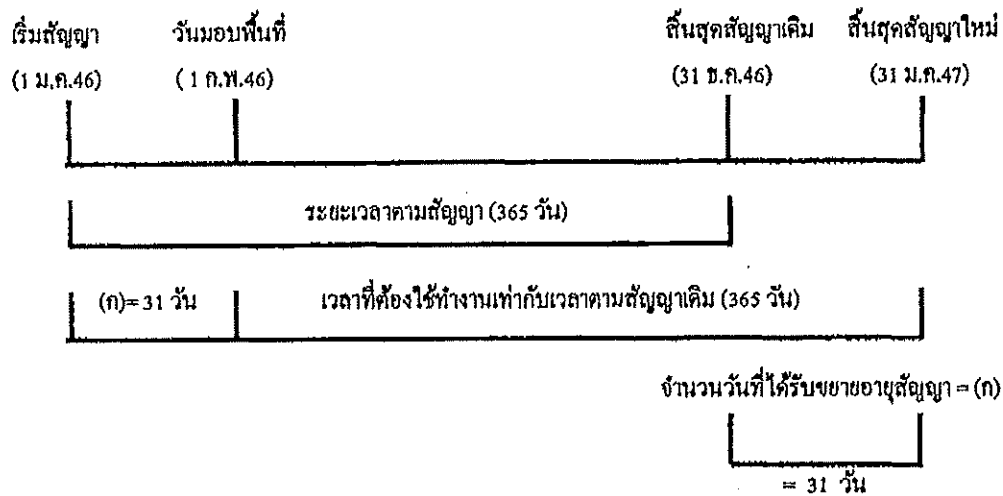 เริ่มสัญญา วันมอบพื้นที่ สิ้นสุดสัญญาเดิม สิ้นสุดสัญญาใหม่
(1 ม.ค.46) (1 ก.พ.46) (31 ธ.ค.46) (31 ม.ค.47)
ระยะเวลาตามสัญญา (365 วัน)
(ก)= 31 วัน เวลาที่ต้องใช้ทำงานเท่ากับเวลาตามสัญญาเดิม (365 วัน)
จำนวนวันที่ได้รับขยายอายุสัญญา = (ก)
= 31 วัน